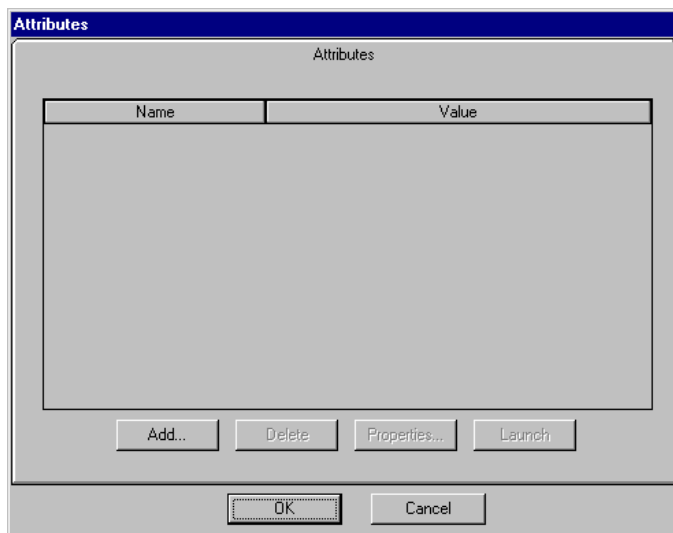 Attributes
Attributes
Name Value
Add... Delete Properties... Launch
OK Cancel